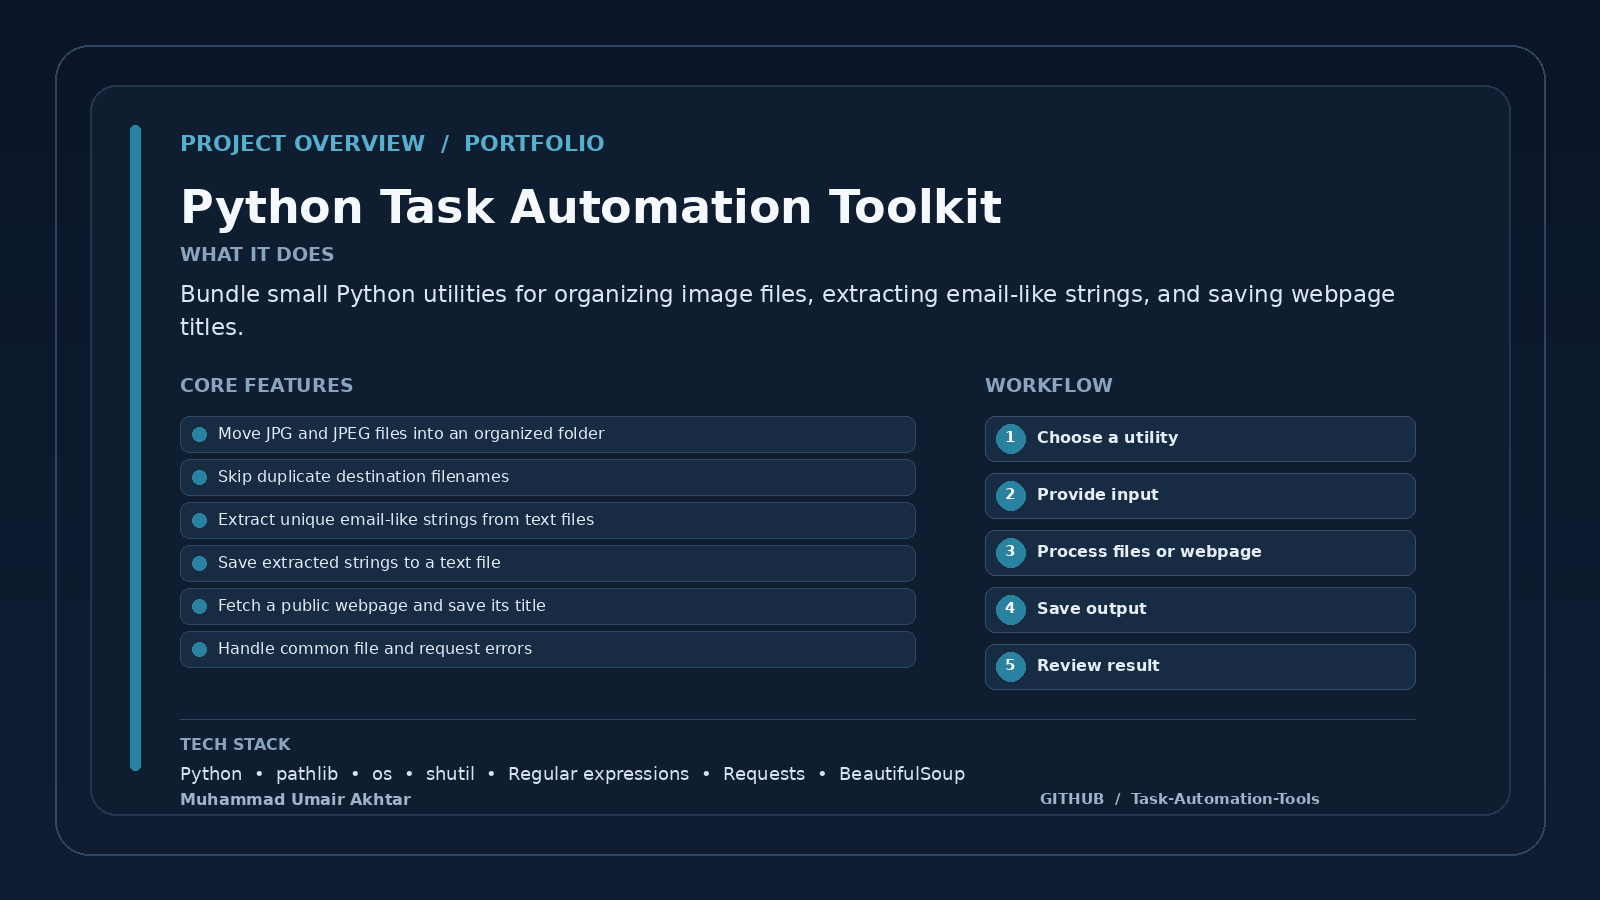 PROJECT OVERVIEW / PORTFOLIO
Python Task Automation Toolkit
WHAT IT DOES
Bundle small Python utilities for organizing image files, extracting email-like strings, and saving webpage
titles.
CORE FEATURES
Move JPG and JPEG files into an organized folder
Skip duplicate destination filenames
Extract unique email-like strings from text files
Save extracted strings to a text file
Fetch a public webpage and save its title
Handle common file and request errors
WORKFLOW
1 Choose a utility
2 Provide input
3 Process files or webpage
4 Save output
5 Review result
TECH STACK
Python • pathlib • os • shutil • Regular expressions • Requests • BeautifulSoup
Muhammad Umair Akhtar
GITHUB / Task-Automation-Tools